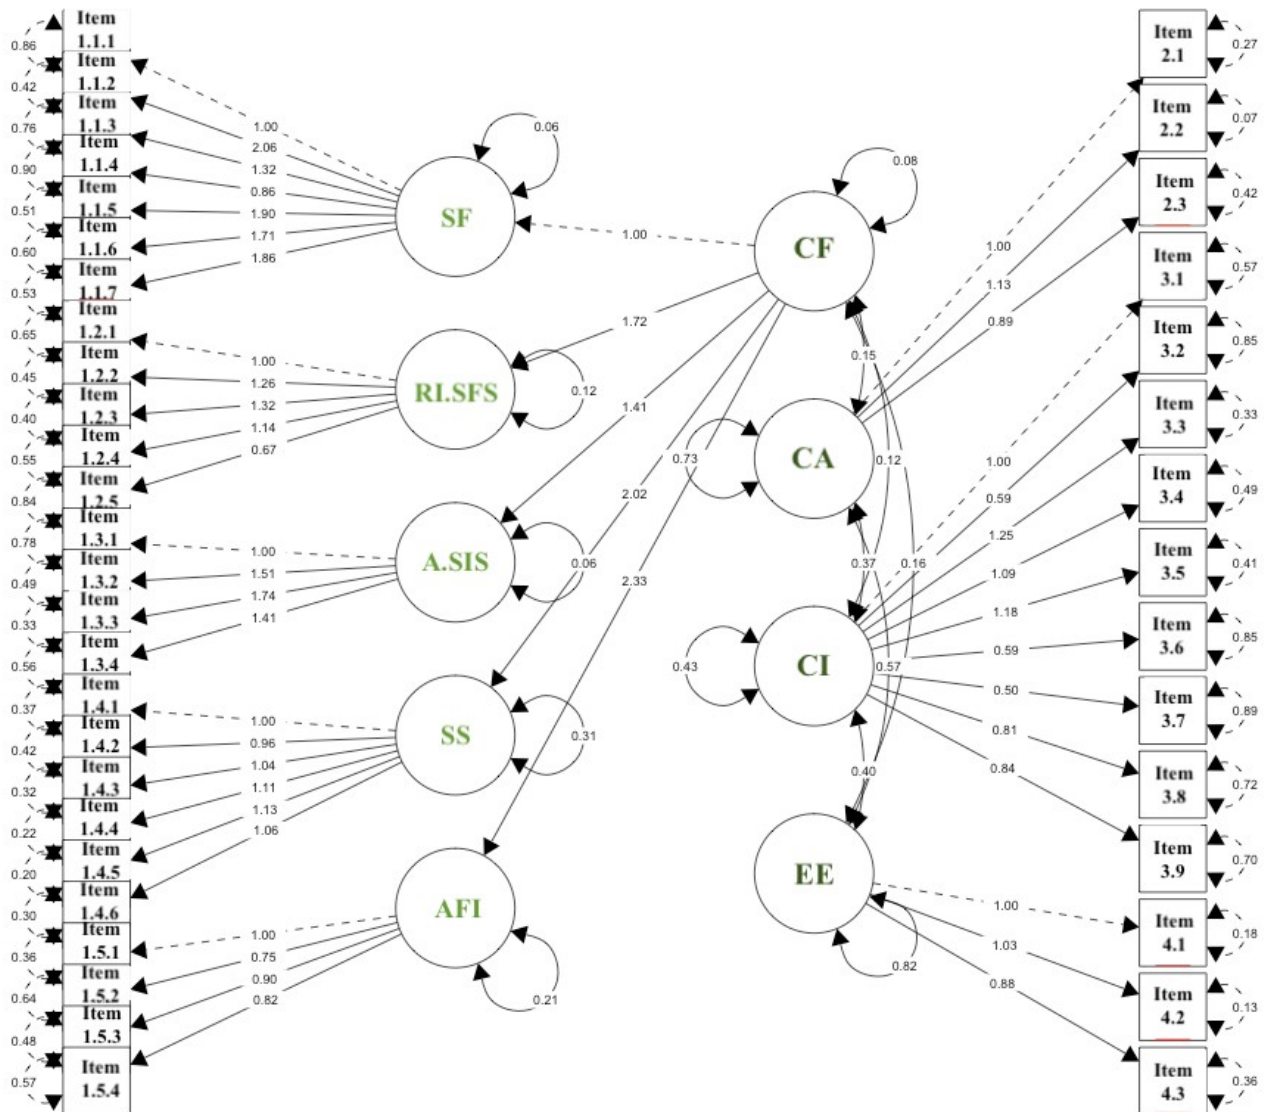 Item
1.1.1
0.86
Item
1.1.2
0.42
Item
1.1.3
0.76
Item
1.1.4
0.90
Item
1.1.5
0.51
Item
1.1.6
0.60
Item
1.1.7
0.53
Item
1.2.1
0.65
Item
1.2.2
0.45
Item
1.2.3
0.40
Item
1.2.4
0.55
Item
1.2.5
0.84
Item
1.3.1
0.78
Item
1.3.2
0.49
Item
1.3.3
0.33
Item
1.3.4
0.56
Item
1.4.1
0.37
Item
1.4.2
0.42
Item
1.4.3
0.32
Item
1.4.4
0.22
Item
1.4.5
0.20
Item
1.4.6
0.30
Item
1.5.1
0.36
Item
1.5.2
0.64
Item
1.5.3
0.48
Item
1.5.4
0.57
1.00
2.06
1.32
0.86
1.90
1.71
1.86
1.00
1.26
1.32
1.14
0.67
1.00
1.51
1.74
1.41
1.00
0.96
1.04
1.11
1.13
1.06
1.00
0.75
0.90
0.82
SF
0.06
RI.SFS
0.12
A.SIS
0.06
SS
0.31
AFI
0.21
1.00
1.72
1.41
2.02
2.33
CF
0.08
CA
0.73
CI
0.43
EE
0.82
0.15
0.12
0.37
0.16
0.57
0.40
1.00
1.13
0.89
1.00
0.59
1.25
1.09
1.18
0.59
0.50
0.81
0.84
1.00
1.03
0.88
Item
2.1
0.27
Item
2.2
0.07
Item
2.3
0.42
Item
3.1
0.57
Item
3.2
0.85
Item
3.3
0.33
Item
3.4
0.49
Item
3.5
0.41
Item
3.6
0.85
Item
3.7
0.89
Item
3.8
0.72
Item
3.9
0.70
Item
4.1
0.18
Item
4.2
0.13
Item
4.3
0.36